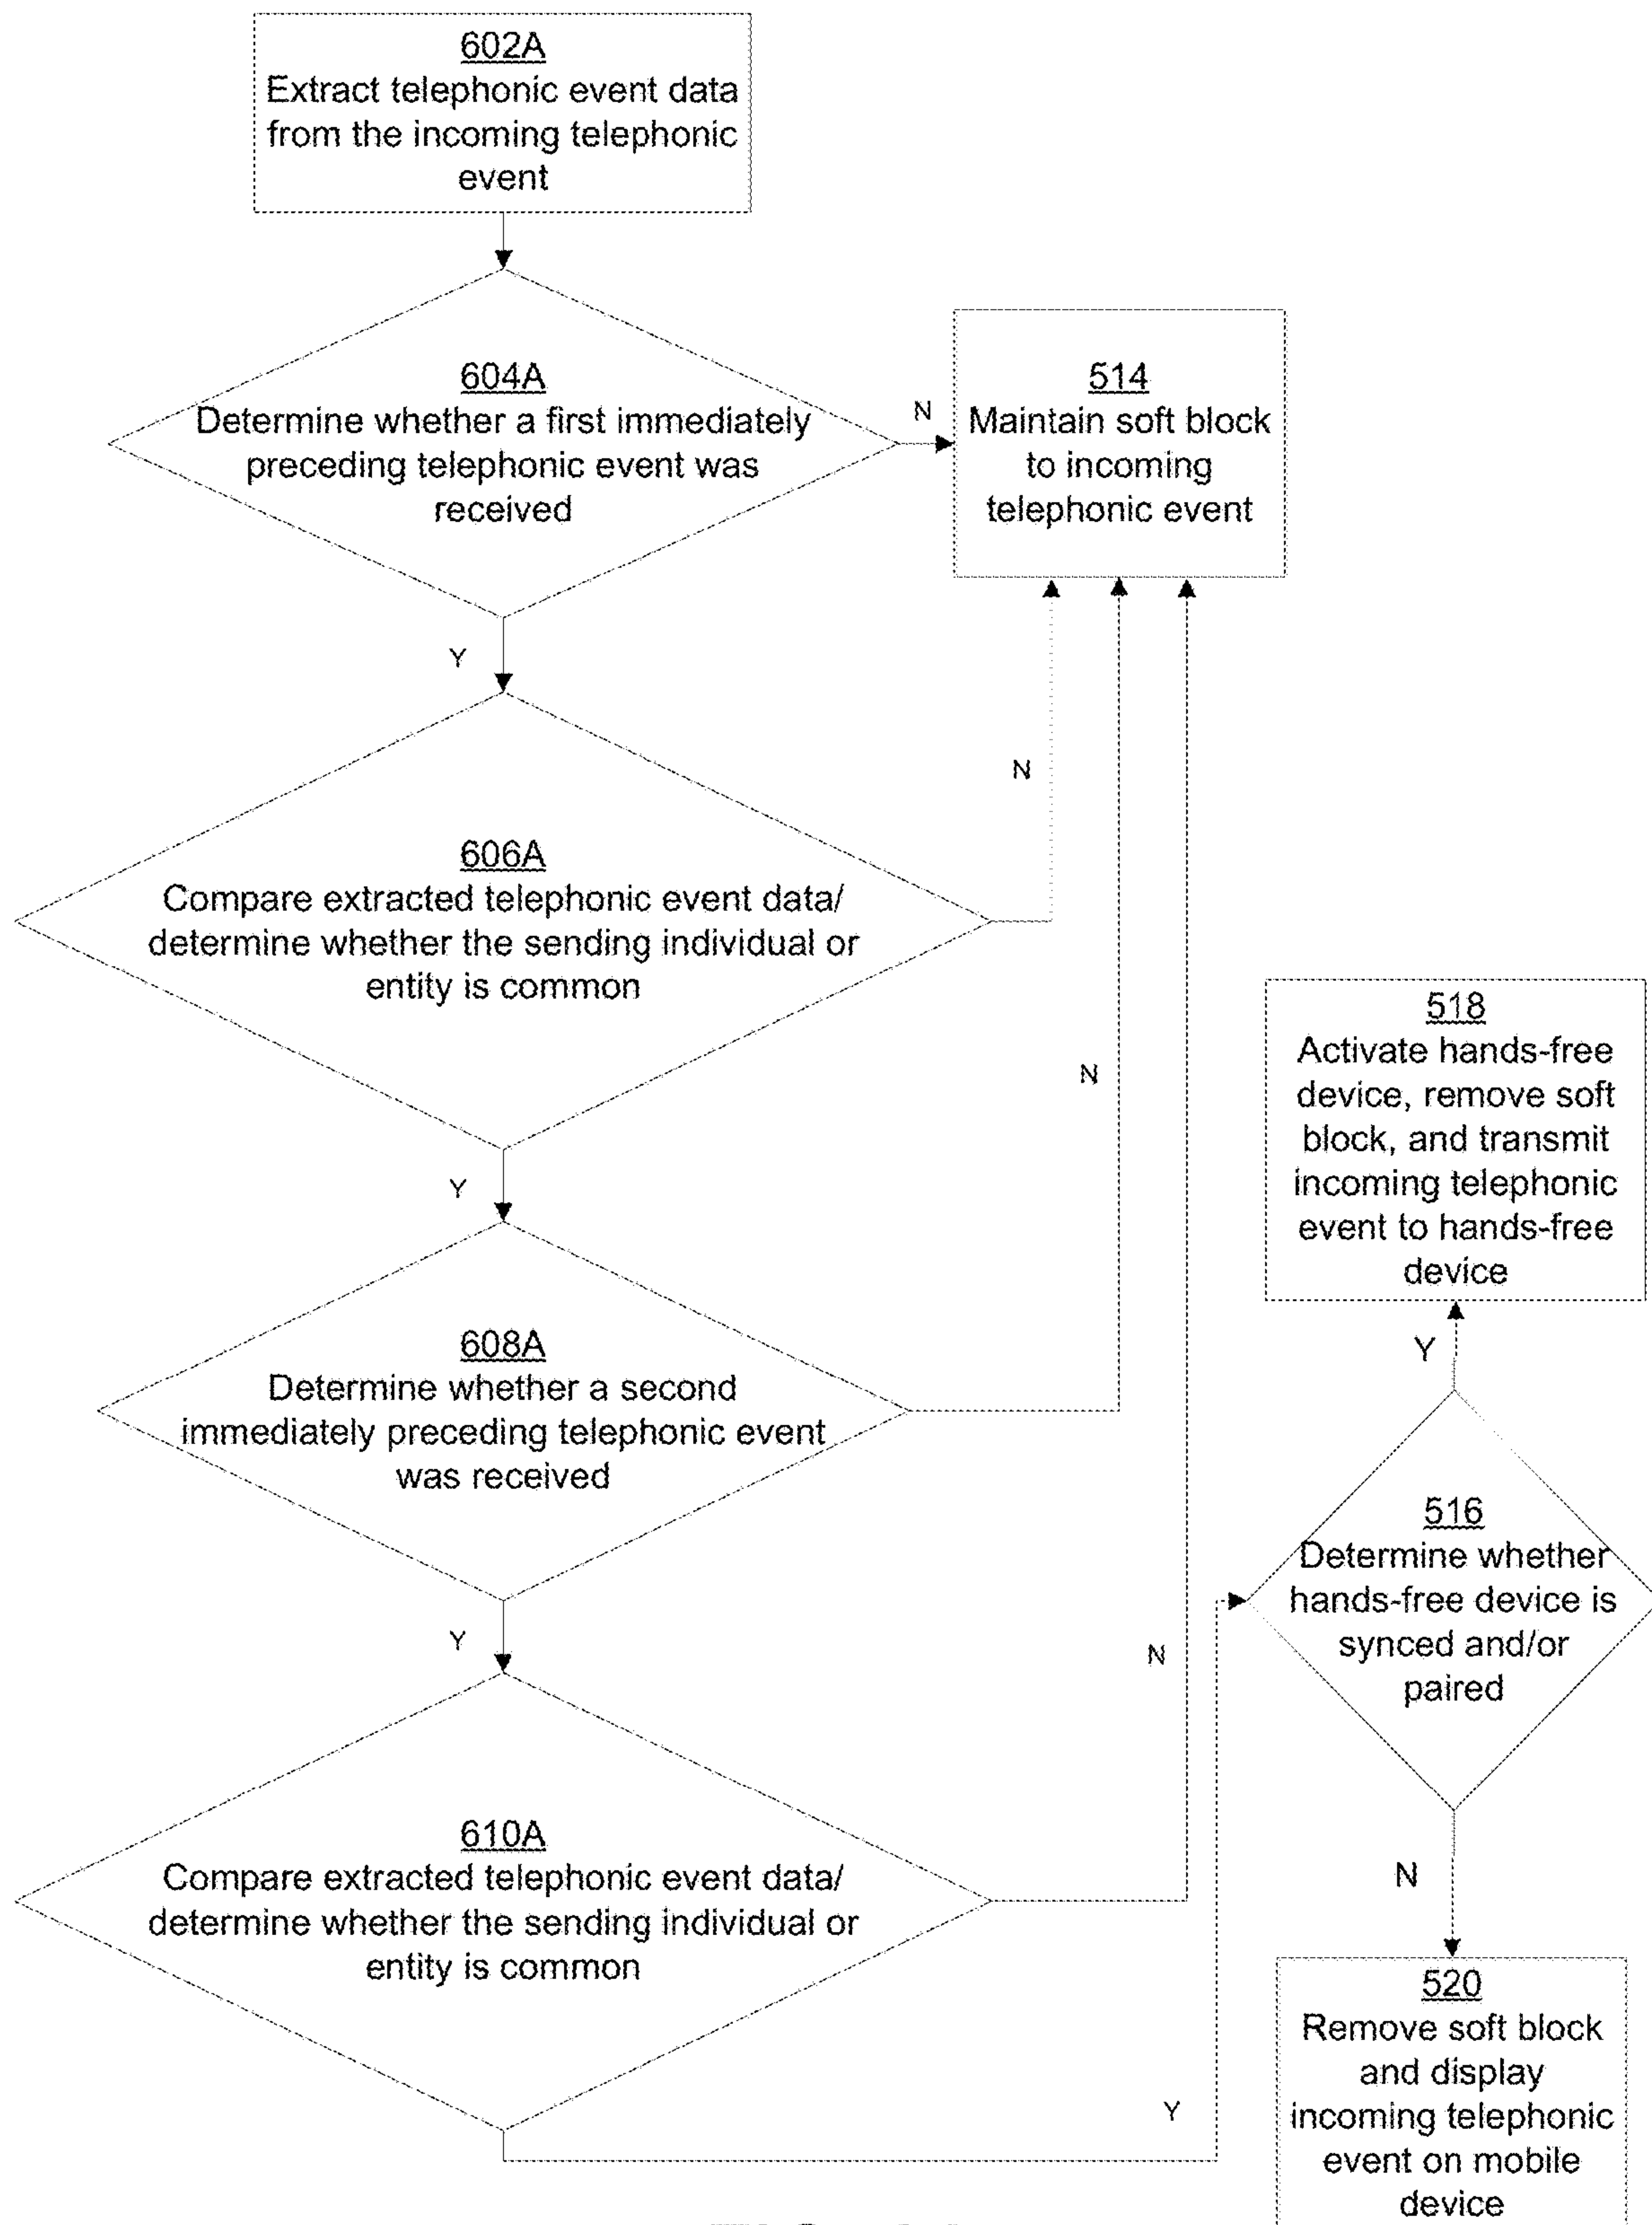 602A
Extract telephonic event data
from the incoming telephonic
event
604A
Determine whether a first immediately
preceding telephonic event was
received
N
514
Maintain soft block
to incoming
telephonic event
Y
N
606A
Compare extracted telephonic event data/
determine whether the sending individual or
entity is common
518
Activate hands-free
device, remove soft
block, and transmit
incoming telephonic
event to hands-free
device
N
Y
608A
Determine whether a second
immediately preceding telephonic event
was received
Y
516
Determine whether
hands-free device is
synced and/or
paired
Y
N
610A
Compare extracted telephonic event data/
determine whether the sending individual or
entity is common
N
520
Remove soft block
and display
incoming telephonic
event on mobile
device
Y